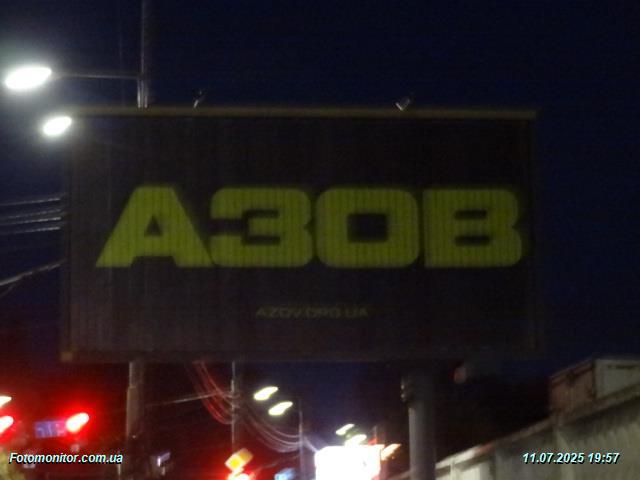 АЗОВ
AZOV.ORG.UA
Fotomonitor.com.ua
11.07.2025 19:57